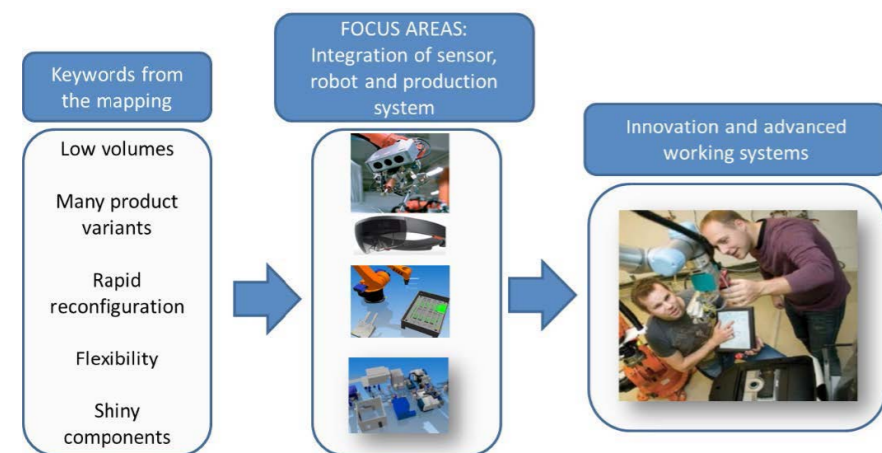 Keywords from
the mapping
Low volumes
Many product
variants
Rapid
reconfiguration
Flexibility
Shiny
components
FOCUS AREAS:
Integration of sensor,
robot and production
system
Innovation and advanced
working systems